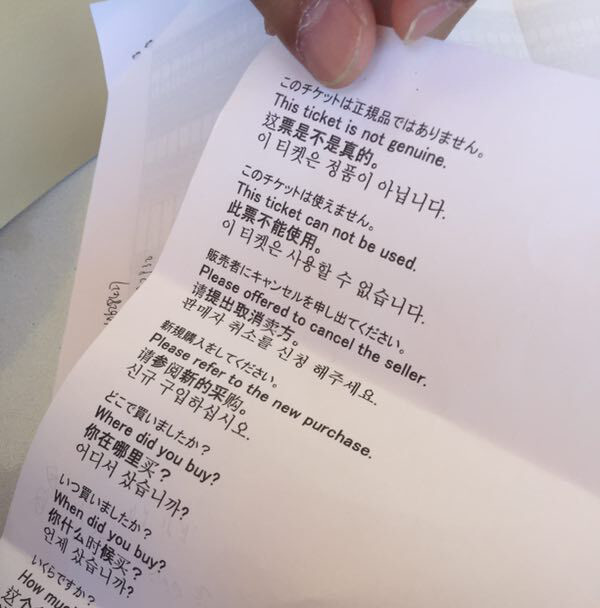 このチケットは正規品ではありません。
This ticket is not genuine.
这票是不是真的。
이 티켓은 정품이 아닙니다.
このチケットは使えません。
This ticket can not be used.
此票不能使用。
이 티켓은 사용할 수 없습니다.
販売者にキャンセルを申し出てください。
Please offered to cancel the seller.
请提出取消卖方。
판매자 취소를 신청 해주세요.
新規購入をしてください。
Please refer to the new purchase.
请参阅新的采购。
신규 구입하십시오.
どこで買いましたか?
Where did you buy?
你在哪里买?
어디서 샀습니까?
いつ買いましたか?
When did you buy?
你什么时候买?
언제 샀습니까?
いくらですか?
How